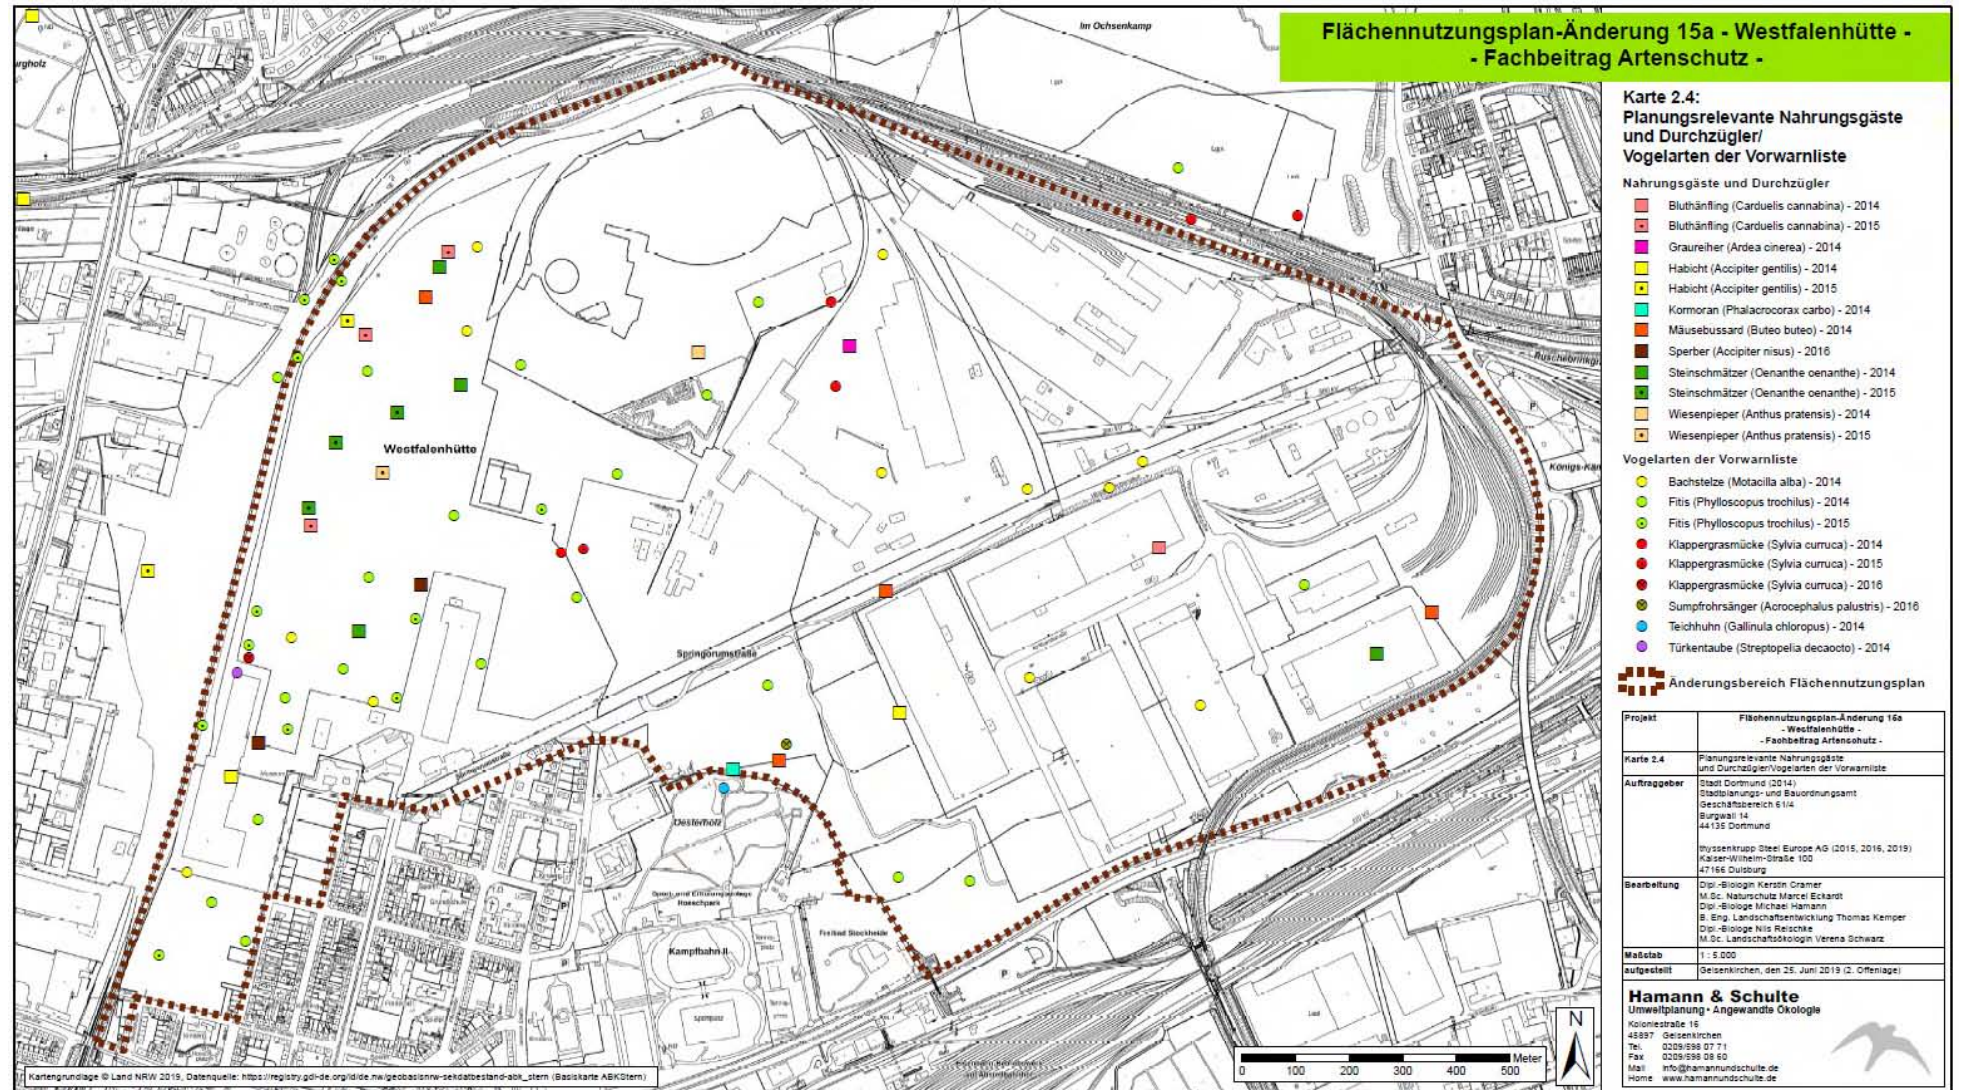 Flächennutzungsplan-Änderung 15a - Westfalenhütte -
- Fachbeitrag Artenschutz -
Karte 2.4:
Planungsrelevante Nahrungsgäste
und Durchzügler/
Vogelarten der Vorwarnliste
Nahrungsgäste und Durchzügler
Bluthänfling (Carduelis cannabina) - 2014
Bluthänfling (Carduelis cannabina) - 2015
Graureiher (Ardea cinerea) - 2014
Habicht (Accipiter gentilis) - 2014
Habicht (Accipiter gentilis) - 2015
Kormoran (Phalacrocorax carbo) - 2014
Mäusebussard (Buteo buteo) - 2014
Sperber (Accipiter nisus) - 2016
Steinschmätzer (Oenanthe oenanthe) - 2014
Steinschmätzer (Oenanthe oenanthe) - 2015
Wiesenpieper (Anthus pratensis) - 2014
Wiesenpieper (Anthus pratensis) - 2015
Vogelarten der Vorwarnliste
Bachstelze (Motacilla alba) - 2014
Fitis (Phylloscopus trochilus) - 2014
Fitis (Phylloscopus trochilus) - 2015
Klappergrasmücke (Sylvia curruca) - 2014
Klappergrasmücke (Sylvia curruca) - 2015
Klappergrasmücke (Sylvia curruca) - 2016
Sumpfrohrsänger (Acrocephalus palustris) - 2016
Teichhuhn (Gallinula chloropus) - 2014
Türkentaube (Streptopelia decaocto) - 2014
Änderungsbereich Flächennutzungsplan
Projekt
Flächennutzungsplan-Änderung 15a
- Westfalenhütte -
- Fachbeitrag Artenschutz -
Karte 2.4
Planungsrelevante Nahrungsgäste
und Durchzügler/Vogelarten der Vorwarnliste
Auftraggeber
Stadt Dortmund (2014)
Stadtplanungs- und Bauordnungsamt
Geschäftsbereich 61/4
Burgwall 14
44135 Dortmund
thyssenkrupp Steel Europe AG (2015, 2016, 2019)
Kaiser-Wilhelm-Straße 100
47166 Duisburg
Bearbeitung
Dipl.-Biologin Kerstin Cramer
M.Sc. Naturschutz Marcel Eckardt
Dipl.-Biologe Michael Hamann
B. Eng. Landschaftsentwicklung Thomas Kemper
Dipl.-Biologe Nils Reischke
M.Sc. Landschaftsökologin Verena Schwarz
Maßstab
1 : 5.000
aufgestellt
Gelsenkirchen, den 25. Juni 2019 (2. Offenlage)
Hamann & Schulte
Umweltplanung • Angewandte Ökologie
Koloniestraße 16
45897 Gelsenkirchen
Tel. 0209/598 07 71
Fax 0209/598 08 60
Mail info@hamannundschulte.de
Home www.hamannundschulte.de
Im Ochsenkamp
Westfalenhütte
Springorumstraße
Oesterholz
Hoeschpark
Kampfbahn II
Freibad Stockheide
N
0 100 200 300 400 500 Meter
Kartengrundlage © Land NRW 2019, Datenquelle: https://registry.gdi-de.org/id/de.nw/geobasisnrw-sekdatbestand-abk_stern (Basiskarte ABKStern)